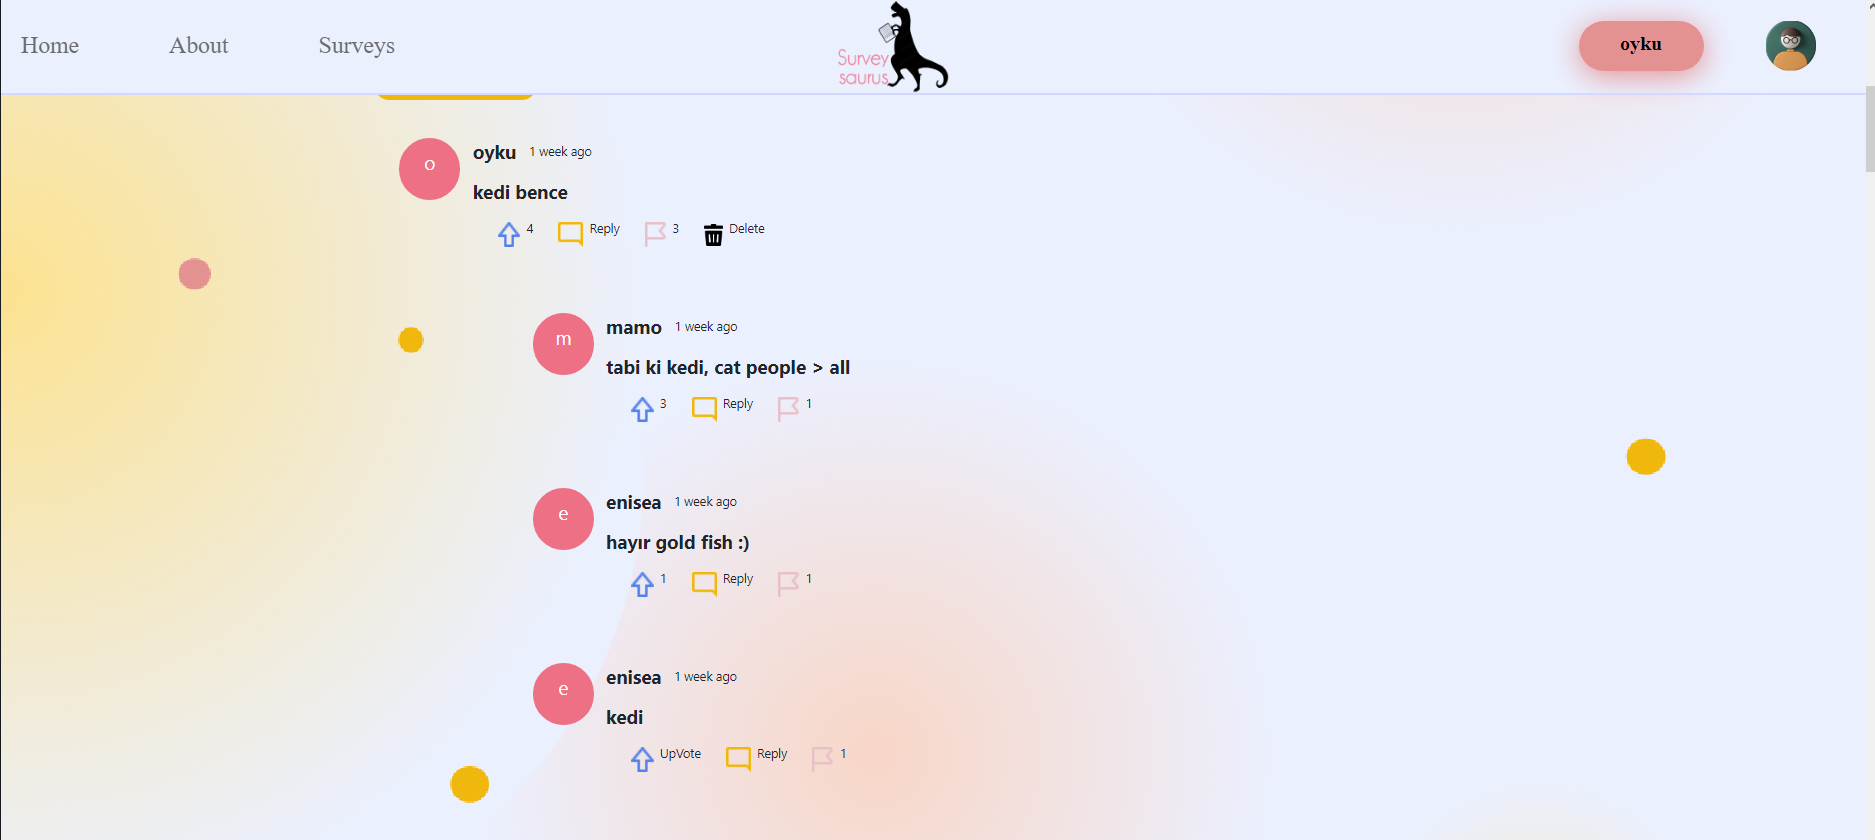 Home About Surveys
Survey
saurus
oyku
o
oyku 1 week ago
kedi bence
4 Reply 3 Delete
m
mamo 1 week ago
tabi ki kedi, cat people > all
3 Reply 1
e
enisea 1 week ago
hayır gold fish :)
1 Reply 1
e
enisea 1 week ago
kedi
UpVote Reply 1